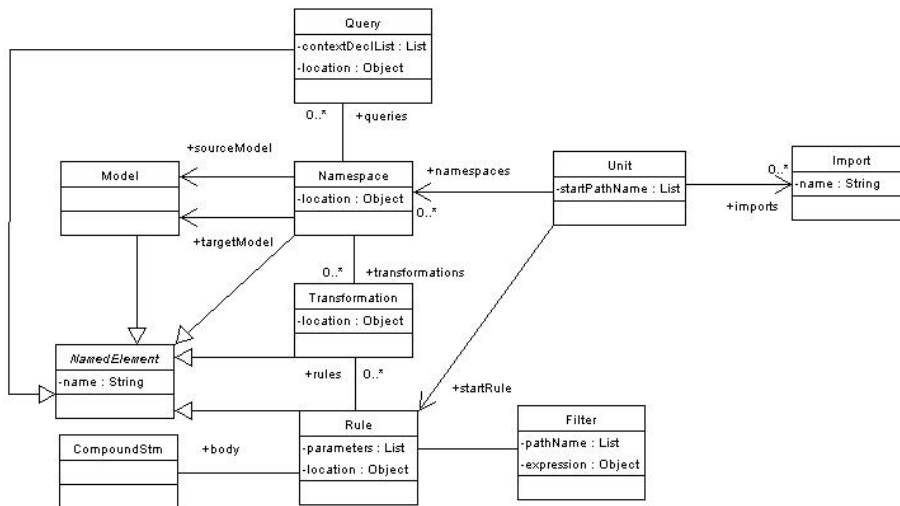 Query
-contextDeclList : List
-location : Object
0..*
+queries
+sourceModel
Model
Namespace
-location : Object
+namespaces
0..*
Unit
-startPathName : List
0..*
+imports
Import
-name : String
+targetModel
0..*
+transformations
Transformation
-location : Object
NamedElement
-name : String
+rules
0..*
+startRule
CompoundStm
+body
Rule
-parameters : List
-location : Object
Filter
-pathName : List
-expression : Object